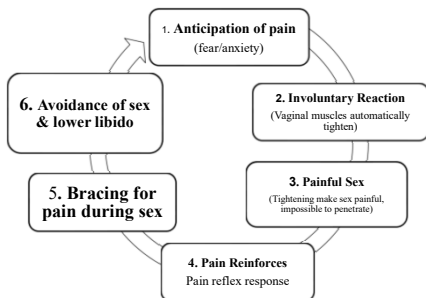 1. Anticipation of pain
(fear/anxiety)
2. Involuntary Reaction
(Vaginal muscles automatically
tighten)
3. Painful Sex
(Tightening make sex painful,
impossible to penetrate)
4. Pain Reinforces
Pain reflex response
5. Bracing for
pain during sex
6. Avoidance of sex
& lower libido